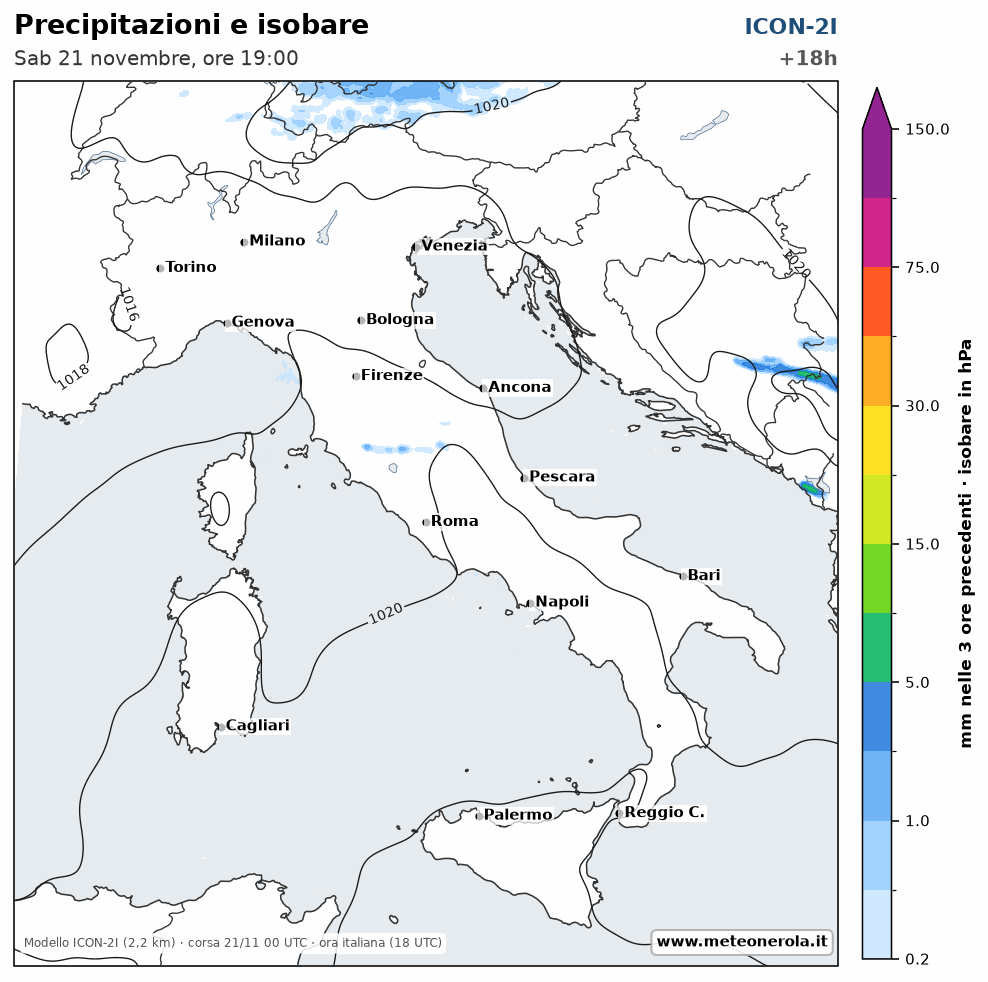 Precipitazioni e isobare
ICON-2I
Sab 21 novembre, ore 19:00
+18h
1020
150.0
Milano
Venezia
Torino
1020
75.0
1016
Genova
Bologna
1018
Firenze
Ancona
30.0
Pescara
Roma
15.0
Bari
Napoli
1020
5.0
Cagliari
Palermo
Reggio C.
1.0
mm nelle 3 ore precedenti · isobare in hPa
Modello ICON-2I (2,2 km) · corsa 21/11 00 UTC · ora italiana (18 UTC)
www.meteonerola.it
0.2